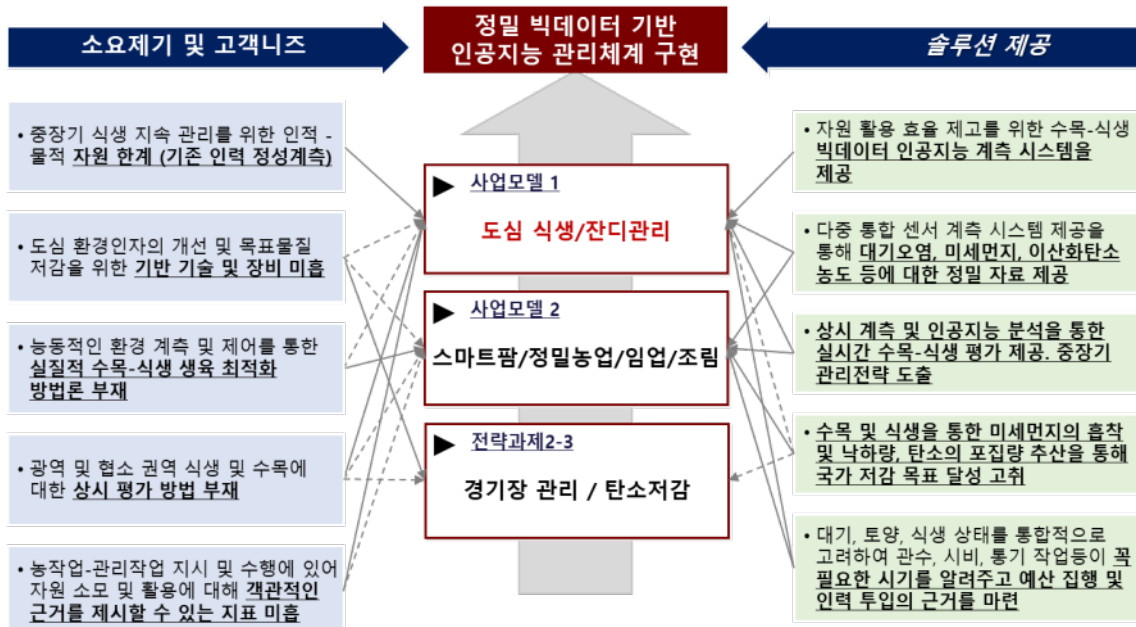 소요제기 및 고객니즈
정밀 빅데이터 기반
인공지능 관리체계 구현
솔루션 제공
• 중장기 식생 지속 관리를 위한 인적 -
물적 자원 한계 (기존 인력 정성계측)
• 도심 환경인자의 개선 및 목표물질
저감을 위한 기반 기술 및 장비 미흡
• 능동적인 환경 계측 및 제어를 통한
실질적 수목-식생 생육 최적화
방법론 부재
• 광역 및 협소 권역 식생 및 수목에
대한 상시 평가 방법 부재
• 농작업-관리작업 지시 및 수행에 있어
자원 소모 및 활용에 대해 객관적인
근거를 제시할 수 있는 지표 미흡
▶ 사업모델 1
도심 식생/잔디관리
▶ 사업모델 2
스마트팜/정밀농업/임업/조림
▶ 전략과제2-3
경기장 관리 / 탄소저감
• 자원 활용 효율 제고를 위한 수목-식생
빅데이터 인공지능 계측 시스템을
제공
• 다중 통합 센서 계측 시스템 제공을
통해 대기오염, 미세먼지, 이산화탄소
농도 등에 대한 정밀 자료 제공
• 상시 계측 및 인공지능 분석을 통한
실시간 수목-식생 평가 제공. 중장기
관리전략 도출
• 수목 및 식생을 통한 미세먼지의 흡착
및 낙하량, 탄소의 포집량 추산을 통해
국가 저감 목표 달성 고취
• 대기, 토양, 식생 상태를 통합적으로
고려하여 관수, 시비, 통기 작업등이 꼭
필요한 시기를 알려주고 예산 집행 및
인력 투입의 근거를 마련